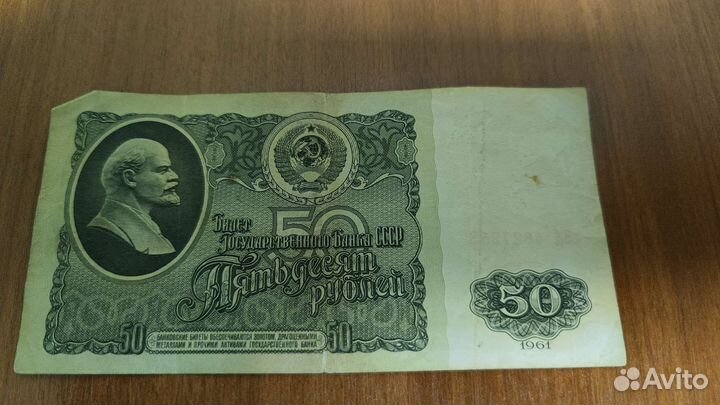 50
Билет
Государственного Банка СССР
Пятьдесят
рублей
50
БАНКОВСКИЕ БИЛЕТЫ ОБЕСПЕЧИВАЮТСЯ ЗОЛОТОМ, ДРАГОЦЕННЫМИ
МЕТАЛЛАМИ И ПРОЧИМИ АКТИВАМИ ГОСУДАРСТВЕННОГО БАНКА
50
50
1961
Avito